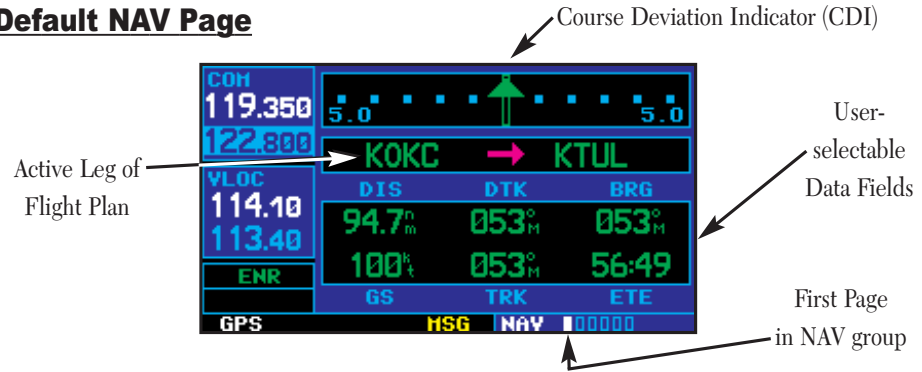 Default NAV Page
Course Deviation Indicator (CDI)
COM
119.350
122.800
5.0 5.0
User-
selectable
Data Fields
Active Leg of
Flight Plan
KOKC KTUL
VLOC
114.10
113.40
DIS DTK BRG
94.7nm 053°M 053°M
100kt 053°M 56:49
GS TRK ETE
ENR
GPS MSG NAV
First Page
in NAV group